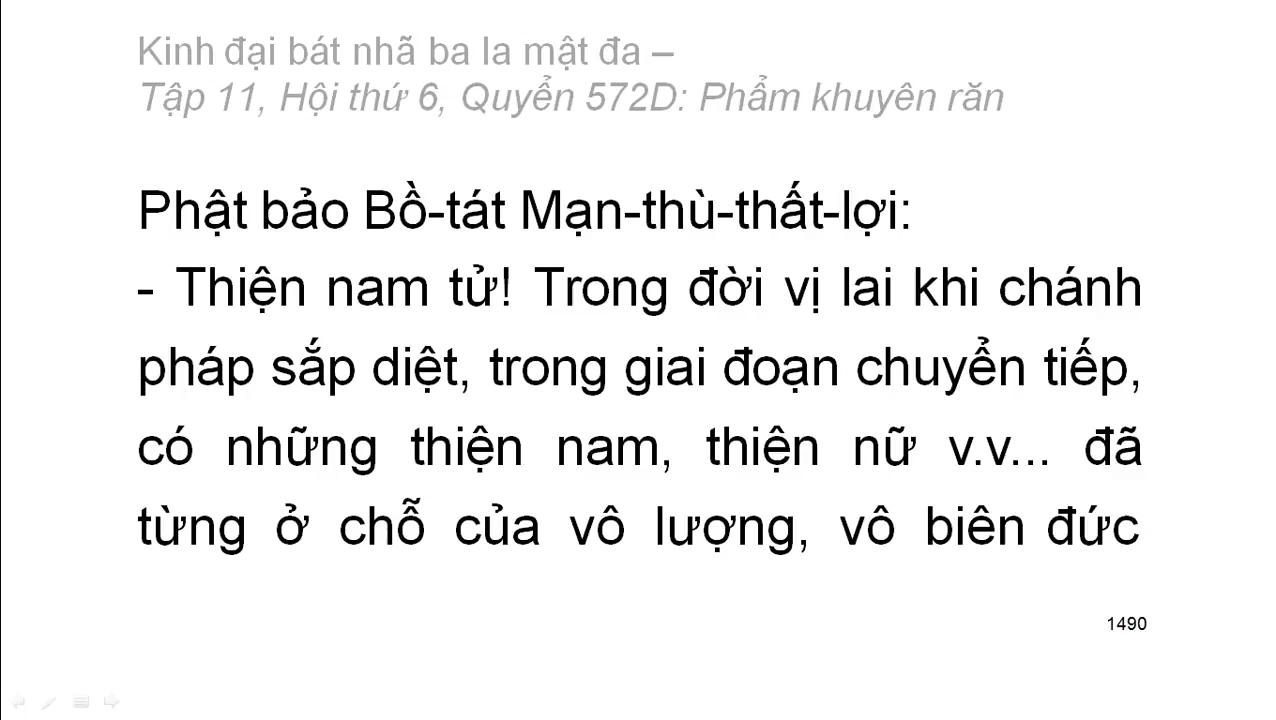 Kinh đại bát nhã ba la mật đa –
Tập 11, Hội thứ 6, Quyển 572D: Phẩm khuyên răn
Phật bảo Bồ-tát Mạn-thù-thất-lợi:
- Thiện nam tử! Trong đời vị lai khi chánh
pháp sắp diệt, trong giai đoạn chuyển tiếp,
có những thiện nam, thiện nữ v.v... đã
từng ở chỗ của vô lượng, vô biên đức
1490